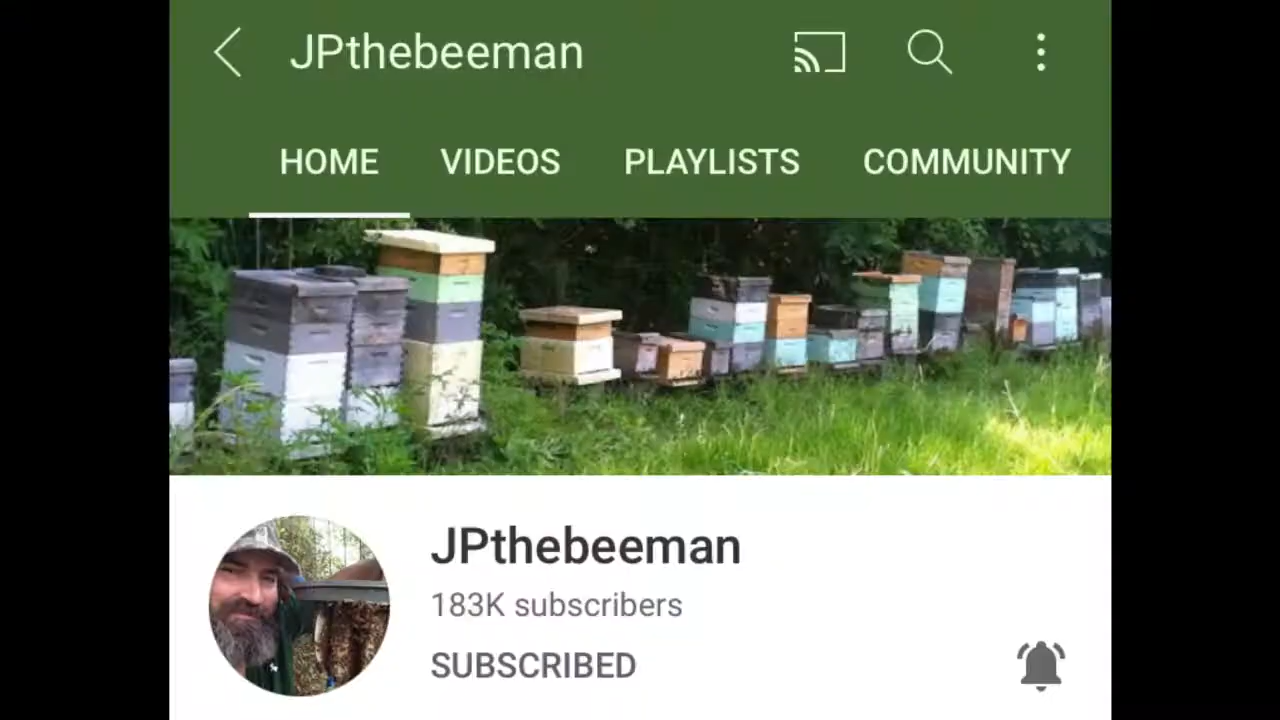 JPthebeeman
HOME VIDEOS PLAYLISTS COMMUNITY
JPthebeeman
183K subscribers
SUBSCRIBED